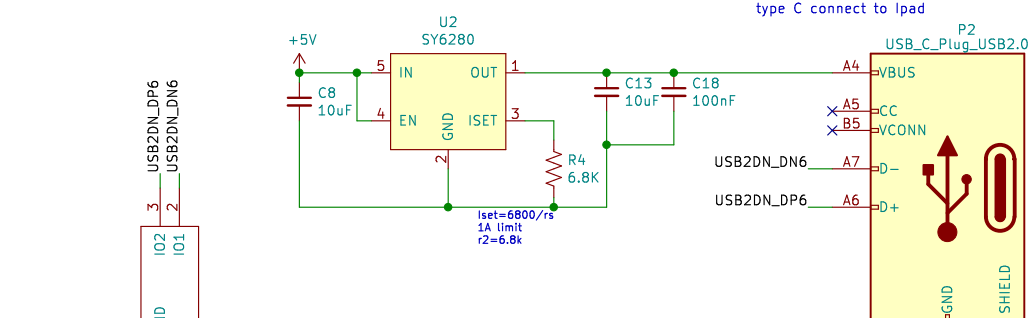 type C connect to Ipad
U2
SY6280
+5V
P2
USB_C_Plug_USB2.0
5
IN
OUT
1
4
EN
ISET
3
GND
2
C8
10uF
C13
10uF
C18
100nF
R4
6.8K
Iset=6800/rs
1A limit
r2=6.8k
A4
VBUS
A5
CC
B5
VCONN
USB2DN_DN6
A7
D-
USB2DN_DP6
A6
D+
GND
SHIELD
USB2DN_DP6
USB2DN_DN6
3
2
IO2
IO1